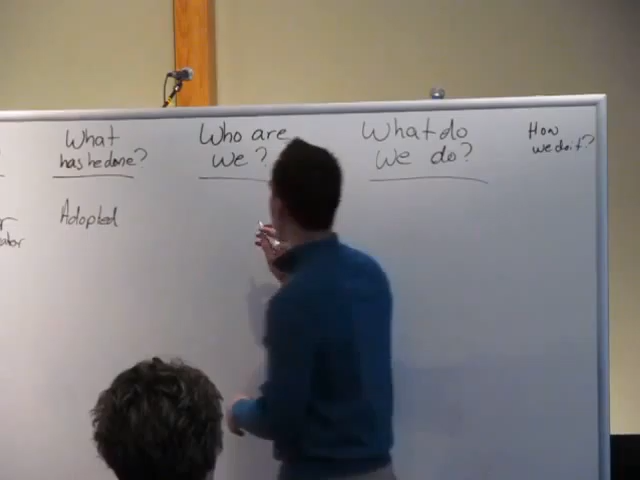 What
has he done?
Who are
we?
What do
we do?
How
we do it?
Adopted